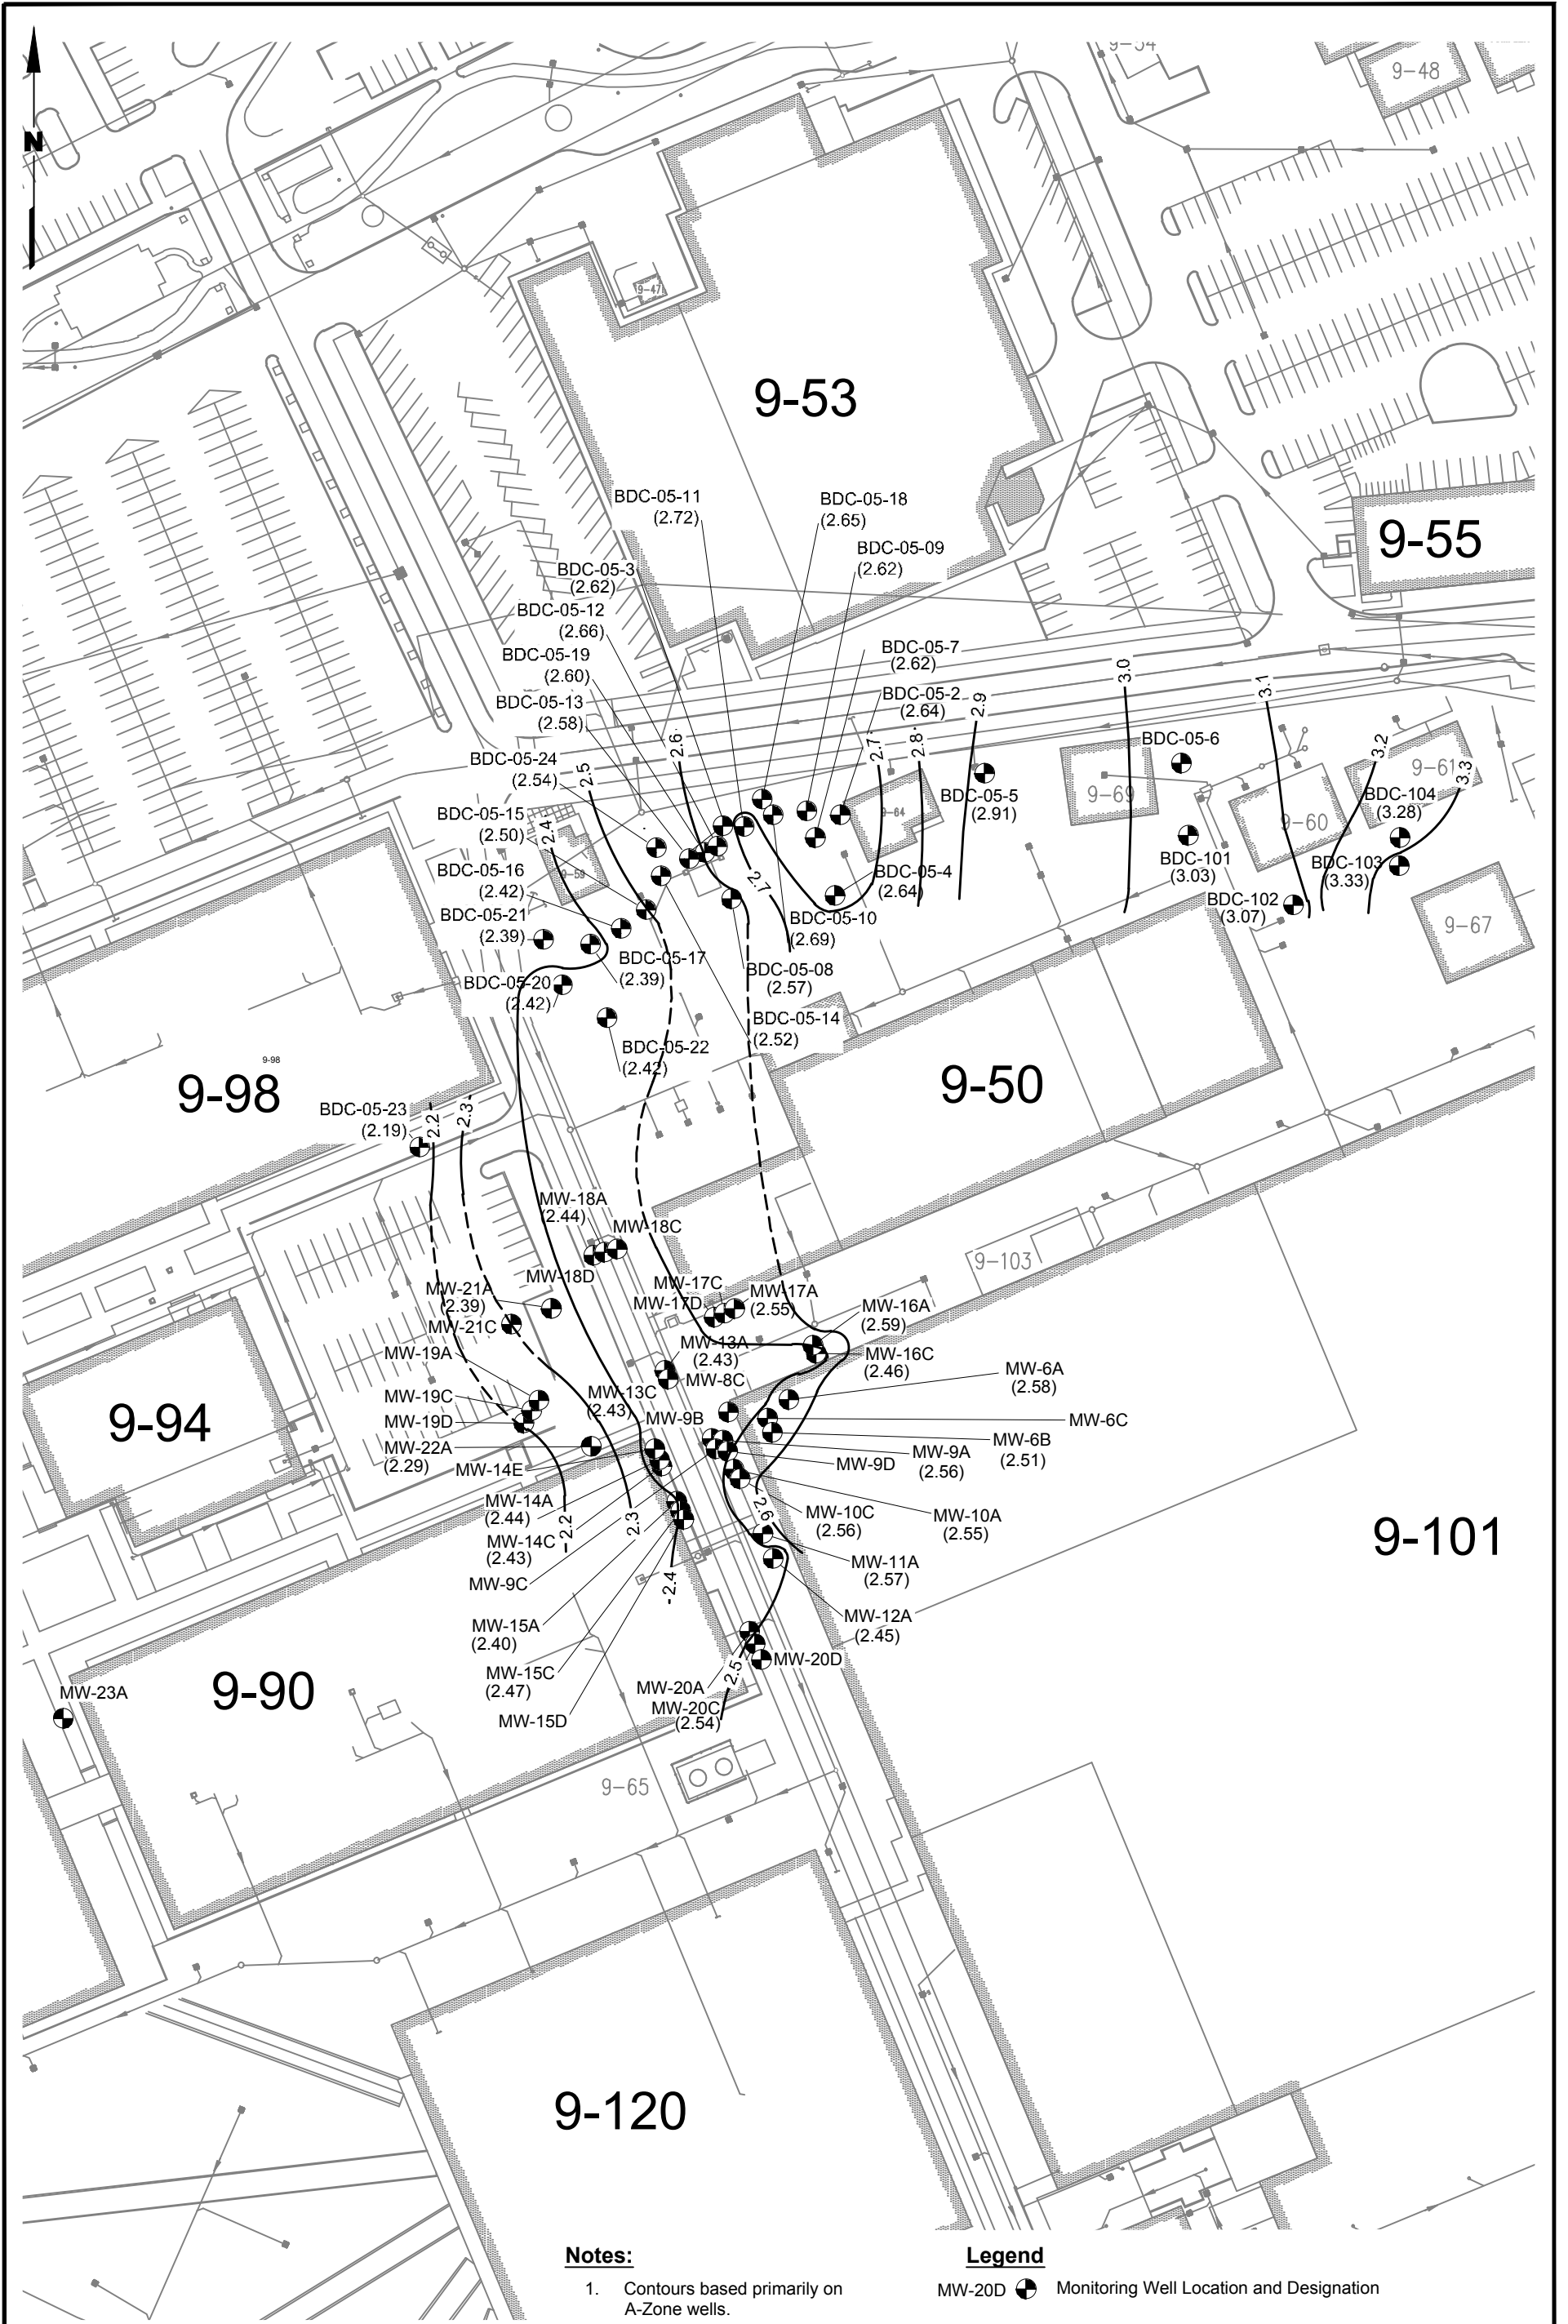 9-54
9-48
N
9-47
9-53
BDC-05-11
(2.72)
BDC-05-18
(2.65)
9-55
BDC-05-09
(2.62)
BDC-05-3
(2.62)
BDC-05-12
(2.66)
BDC-05-19
(2.60)
BDC-05-7
(2.62)
BDC-05-13
(2.58)
BDC-05-2
(2.64)
2.9
3.0
3.1
2.6
2.7
2.8
3.2
3.3
BDC-05-6
BDC-05-24
(2.54)
2.5
9-61
BDC-05-5
(2.91)
9-69
BDC-104
(3.28)
BDC-05-15
(2.50)
2.4
9-64
9-60
9-59
BDC-101
(3.03)
BDC-103
(3.33)
BDC-05-16
(2.42)
2.7
BDC-05-4
(2.64)
BDC-102
(3.07)
BDC-05-21
(2.39)
BDC-05-10
(2.69)
9-67
BDC-05-17
(2.39)
BDC-05-08
(2.57)
BDC-05-20
(2.42)
BDC-05-14
(2.52)
BDC-05-22
(2.42)
9-98
9-98
9-50
BDC-05-23
(2.19)
2.2
2.3
MW-18A
(2.44)
MW-18C
9-103
MW-18D
MW-17C
MW-21A
(2.39)
MW-17A
(2.55)
MW-17D
MW-16A
(2.59)
MW-21C
MW-13A
(2.43)
MW-19A
MW-16C
(2.46)
MW-8C
MW-6A
(2.58)
MW-19C
MW-13C
(2.43)
9-94
MW-19D
MW-9B
MW-6C
MW-22A
(2.29)
MW-6B
(2.51)
MW-9A
(2.56)
MW-14E
MW-9D
MW-14A
(2.44)
2.6
MW-10C
(2.56)
MW-10A
(2.55)
2.2
2.3
9-101
MW-14C
(2.43)
MW-11A
(2.57)
MW-9C
2.4
MW-15A
(2.40)
MW-12A
(2.45)
MW-20D
MW-15C
(2.47)
2.5
9-90
MW-23A
MW-20A
MW-20C
(2.54)
MW-15D
9-65
9-120
Notes:
Legend
1. Contours based primarily on
A-Zone wells.
MW-20D Monitoring Well Location and Designation